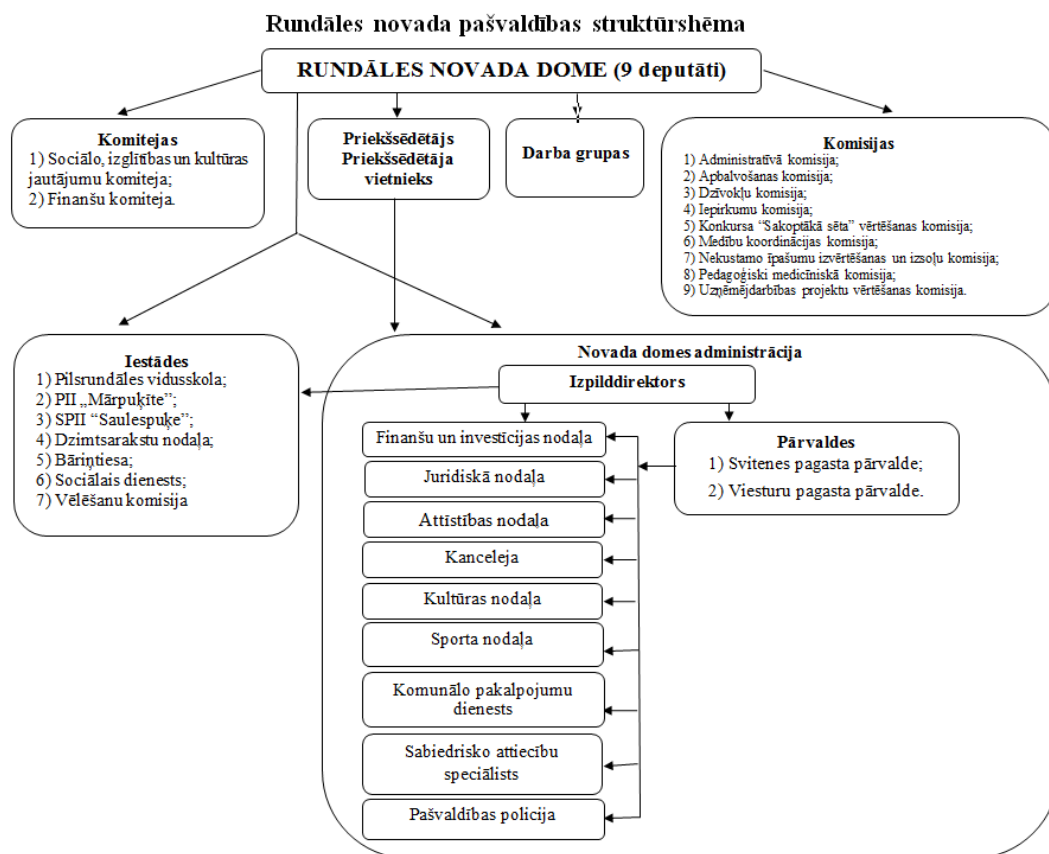 Rundāles novada pašvaldības struktūrshēma
RUNDĀLES NOVADA DOME (9 deputāti)
Komitejas
1) Sociālo, izglītības un kultūras
jautājumu komiteja;
2) Finanšu komiteja.
Priekšsēdētājs
Priekšsēdētāja
vietnieks
Darba grupas
Komisijas
1) Administratīvā komisija;
2) Apbalvošanas komisija;
3) Dzīvokļu komisija;
4) Iepirkumu komisija;
5) Konkursa “Sakoptākā sēta” vērtēšanas komisija;
6) Medību koordinācijas komisija;
7) Nekustamo īpašumu izvērtēšanas un izsoļu komisija;
8) Pedagoģiski medicīniskā komisija;
9) Uzņēmējdarbības projektu vērtēšanas komisija.
Iestādes
1) Pilsrundāles vidusskola;
2) PII „Mārpuķīte”;
3) SPII “Saulespuķe”;
4) Dzimtsarakstu nodaļa;
5) Bāriņtiesa;
6) Sociālais dienests;
7) Vēlēšanu komisija
Novada domes administrācija
Izpilddirektors
Finanšu un investīcijas nodaļa
Juridiskā nodaļa
Attīstības nodaļa
Kanceleja
Kultūras nodaļa
Sporta nodaļa
Komunālo pakalpojumu
dienests
Sabiedrisko attiecību
speciālists
Pašvaldības policija
Pārvaldes
1) Svitenes pagasta pārvalde;
2) Viesturu pagasta pārvalde.